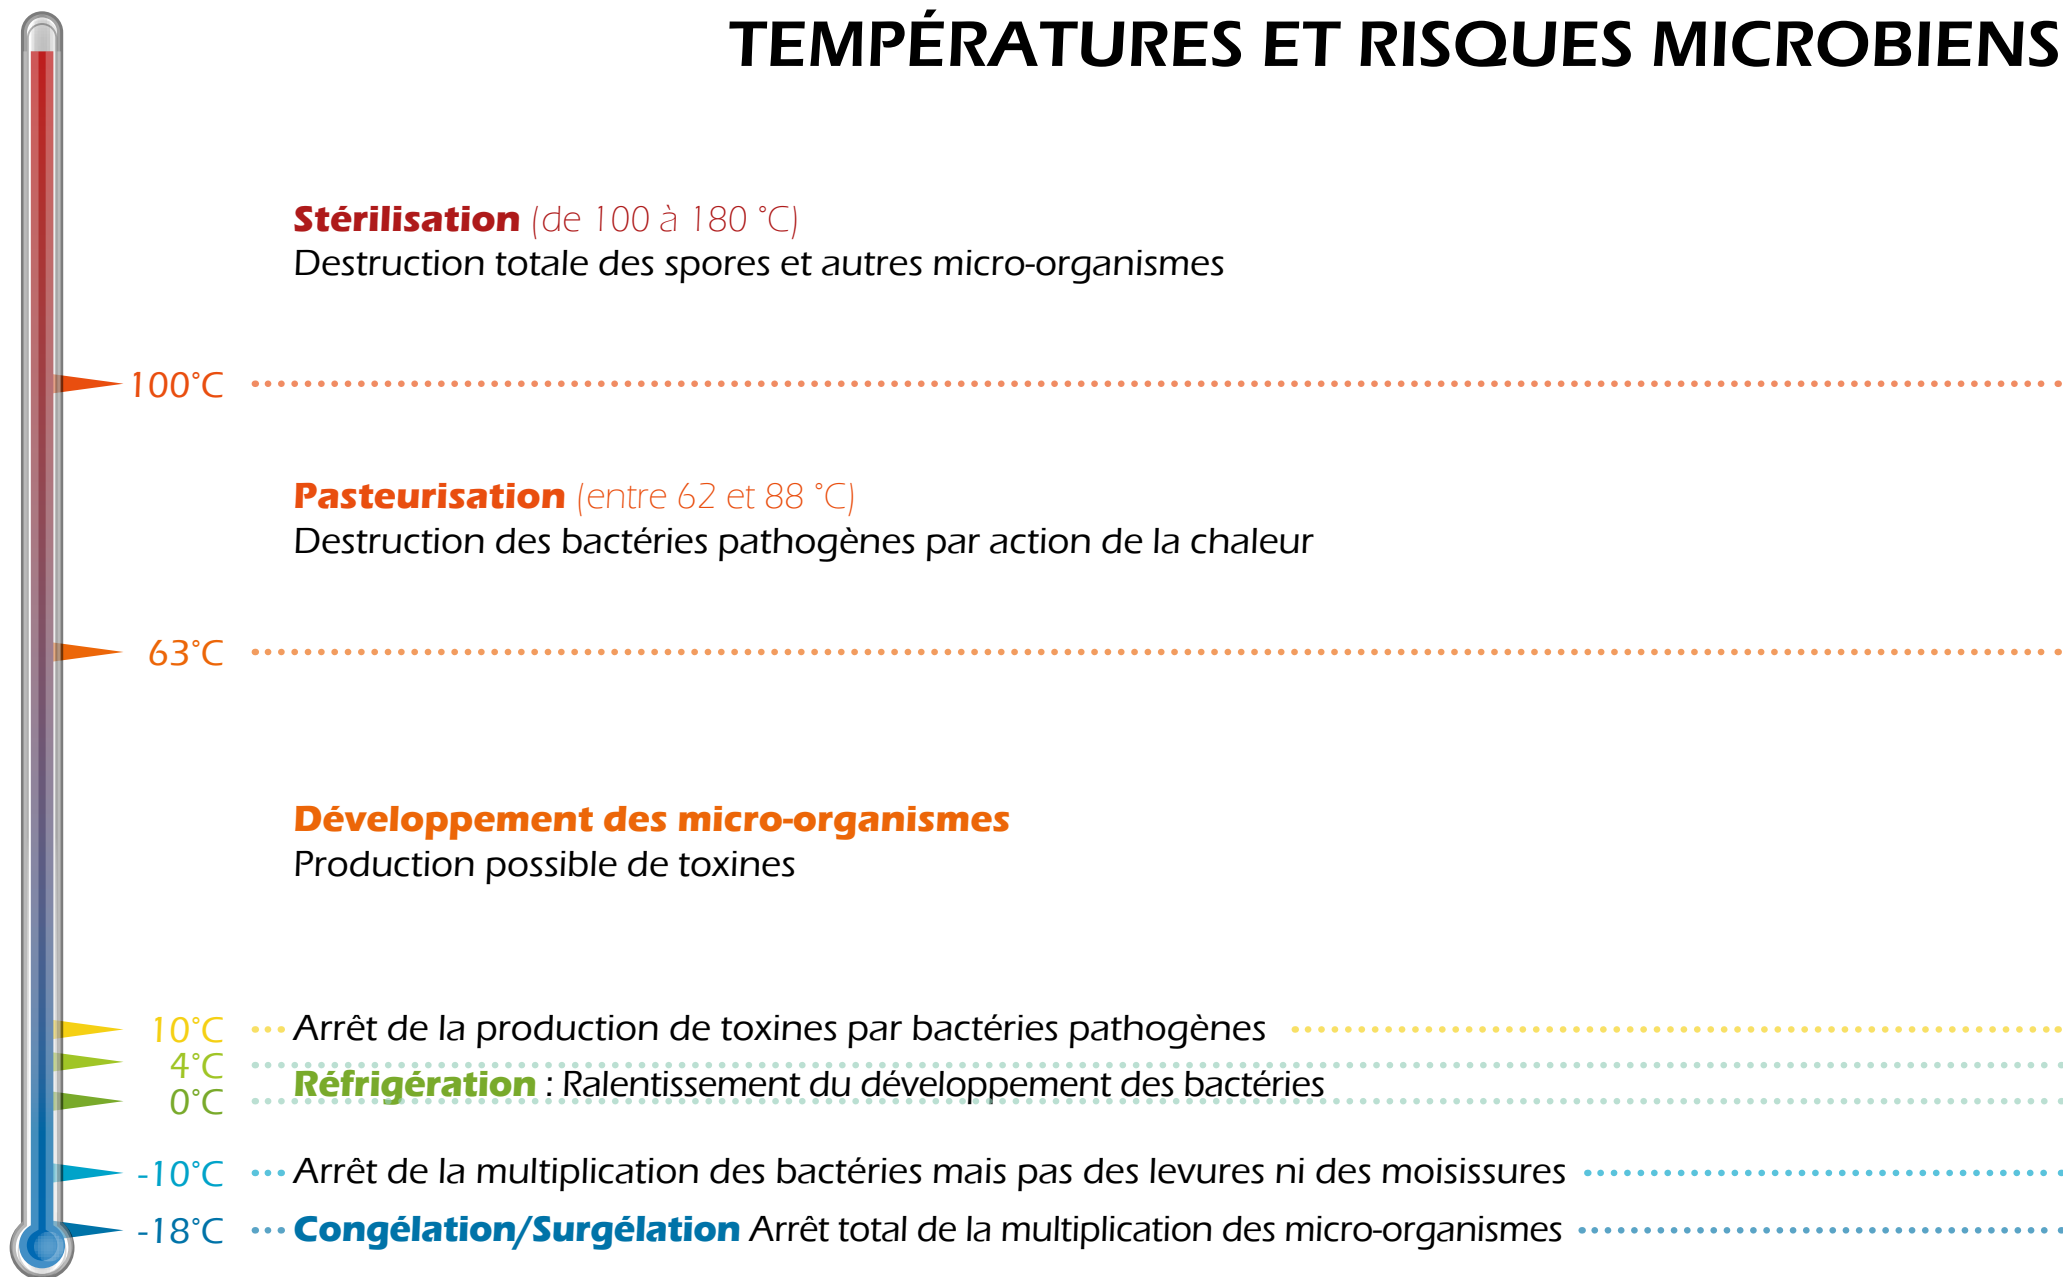 TEMPÉRATURES ET RISQUES MICROBIENS
Stérilisation (de 100 à 180 °C)
Destruction totale des spores et autres micro-organismes
100°C
Pasteurisation (entre 62 et 88 °C)
Destruction des bactéries pathogènes par action de la chaleur
63°C
Développement des micro-organismes
Production possible de toxines
10°C Arrêt de la production de toxines par bactéries pathogènes
4°C
Réfrigération : Ralentissement du développement des bactéries
0°C
-10°C Arrêt de la multiplication des bactéries mais pas des levures ni des moisissures
-18°C Congélation/Surgélation Arrêt total de la multiplication des micro-organismes